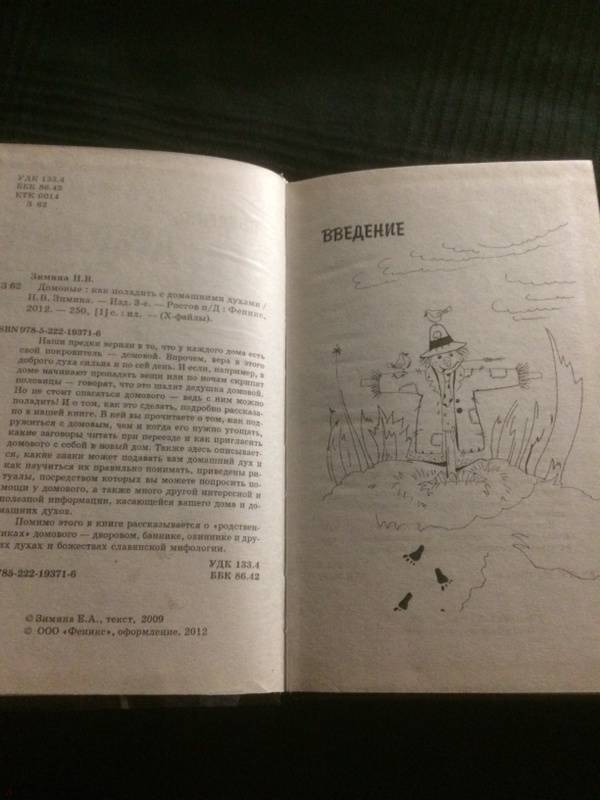 УДК 133.4
ББК 86.42
КТК 0014
З 62
Зимина Н.В.
З 62 Домовые : как поладить с домашними духами /
Н.В. Зимина. — Изд. 3-е. — Ростов н/Д : Феникс,
2012. — 250, [1] с. : ил. — (Х-файлы).
ISBN 978-5-222-19371-6
Наши предки верили в то, что у каждого дома есть
свой покровитель — домовой. Впрочем, вера в этого
доброго духа сильна и по сей день. И если, например, в
доме начинают пропадать вещи или по ночам скрипят
половицы — говорят, что это шалит дедушка домовой.
Но не стоит опасаться домового — ведь с ним можно
поладить! И о том, как это сделать, подробно рассказа-
но в нашей книге. В ней вы прочитаете о том, как под-
ружиться с домовым, чем и когда его нужно угощать,
какие заговоры читать при переезде и как пригласить
домового с собой в новый дом. Также здесь описывает-
ся, какие знаки может подавать вам домашний дух и
как научиться их правильно понимать, приведены ри-
туалы, посредством которых вы можете попросить по-
мощи у домового, а также много другой интересной и
полезной информации, касающейся вашего дома и до-
машних духов.
Помимо этого в книге рассказывается о «родствен-
никах» домового — дворовом, баннике, овиннике и дру-
гих духах и божествах славянской мифологии.
УДК 133.4
785-222-19371-6 ББК 86.42
© Зимина Е.А., текст, 2009
© ООО «Феникс», оформление, 2012
ВВЕДЕНИЕ